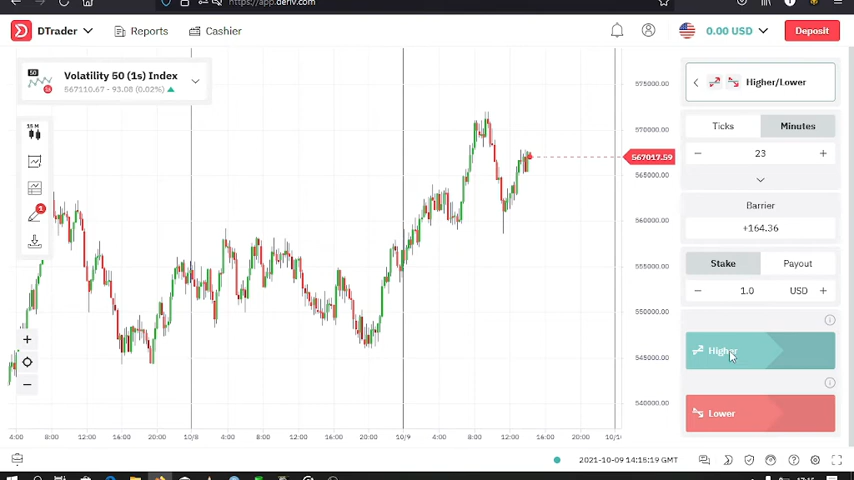 https://app.deriv.com
DTrader
Reports
Cashier
0.00 USD
Deposit
50
Volatility 50 (1s) Index
567110.67 - 93.08 (0.02%)
15 M
575000.00
570000.00
567017.59
565000.00
560000.00
555000.00
550000.00
545000.00
540000.00
4:00 8:00 12:00 16:00 20:00 10/8 4:00 8:00 12:00 16:00 20:00 10/9 4:00 8:00 12:00 16:00 20:00
Higher/Lower
Ticks Minutes
− 23 +
Barrier
+164.36
Stake Payout
− 1.0 USD +
Higher
Lower
2021-10-09 14:15:19 GMT